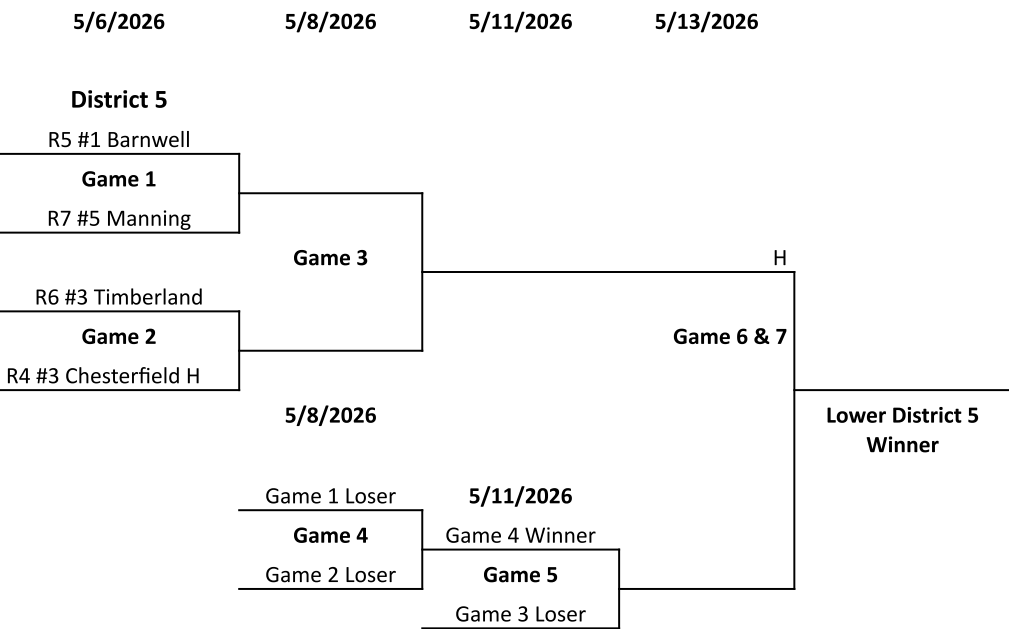 5/6/2026 5/8/2026 5/11/2026 5/13/2026
District 5
R5 #1 Barnwell
Game 1
R7 #5 Manning
Game 3
H
R6 #3 Timberland
Game 2
Game 6 & 7
R4 #3 Chesterfield H
5/8/2026
Lower District 5
Winner
Game 1 Loser
5/11/2026
Game 4
Game 4 Winner
Game 2 Loser
Game 5
Game 3 Loser